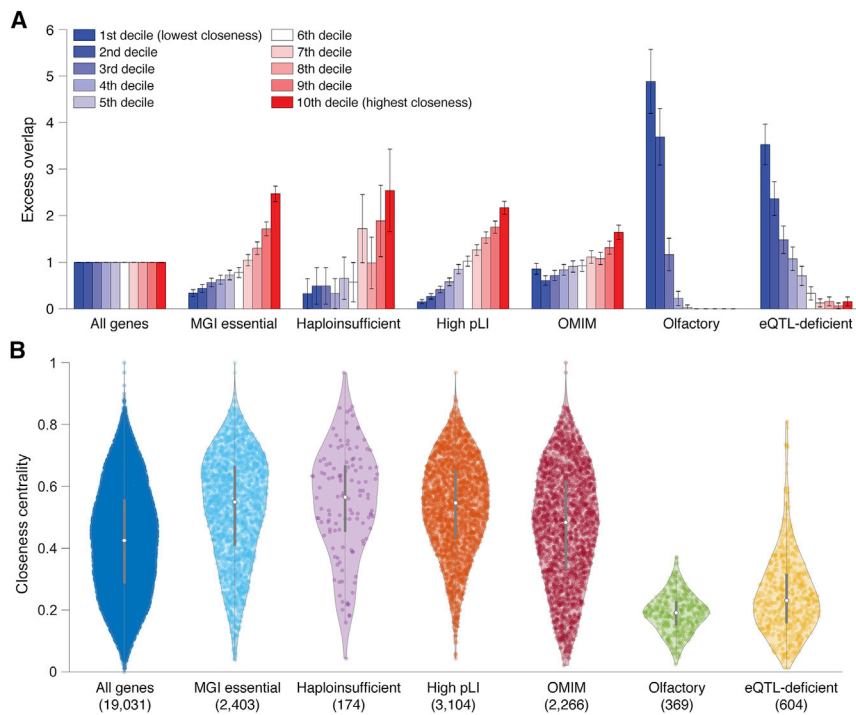 A
6
5
4
3
2
1
0
Excess overlap
1st decile (lowest closeness)
2nd decile
3rd decile
4th decile
5th decile
6th decile
7th decile
8th decile
9th decile
10th decile (highest closeness)
All genes
MGI essential
Haploinsufficient
High pLI
OMIM
Olfactory
eQTL-deficient
B
1
0.8
0.6
0.4
0.2
0
Closeness centrality
All genes
(19,031)
MGI essential
(2,403)
Haploinsufficient
(174)
High pLI
(3,104)
OMIM
(2,266)
Olfactory
(369)
eQTL-deficient
(604)